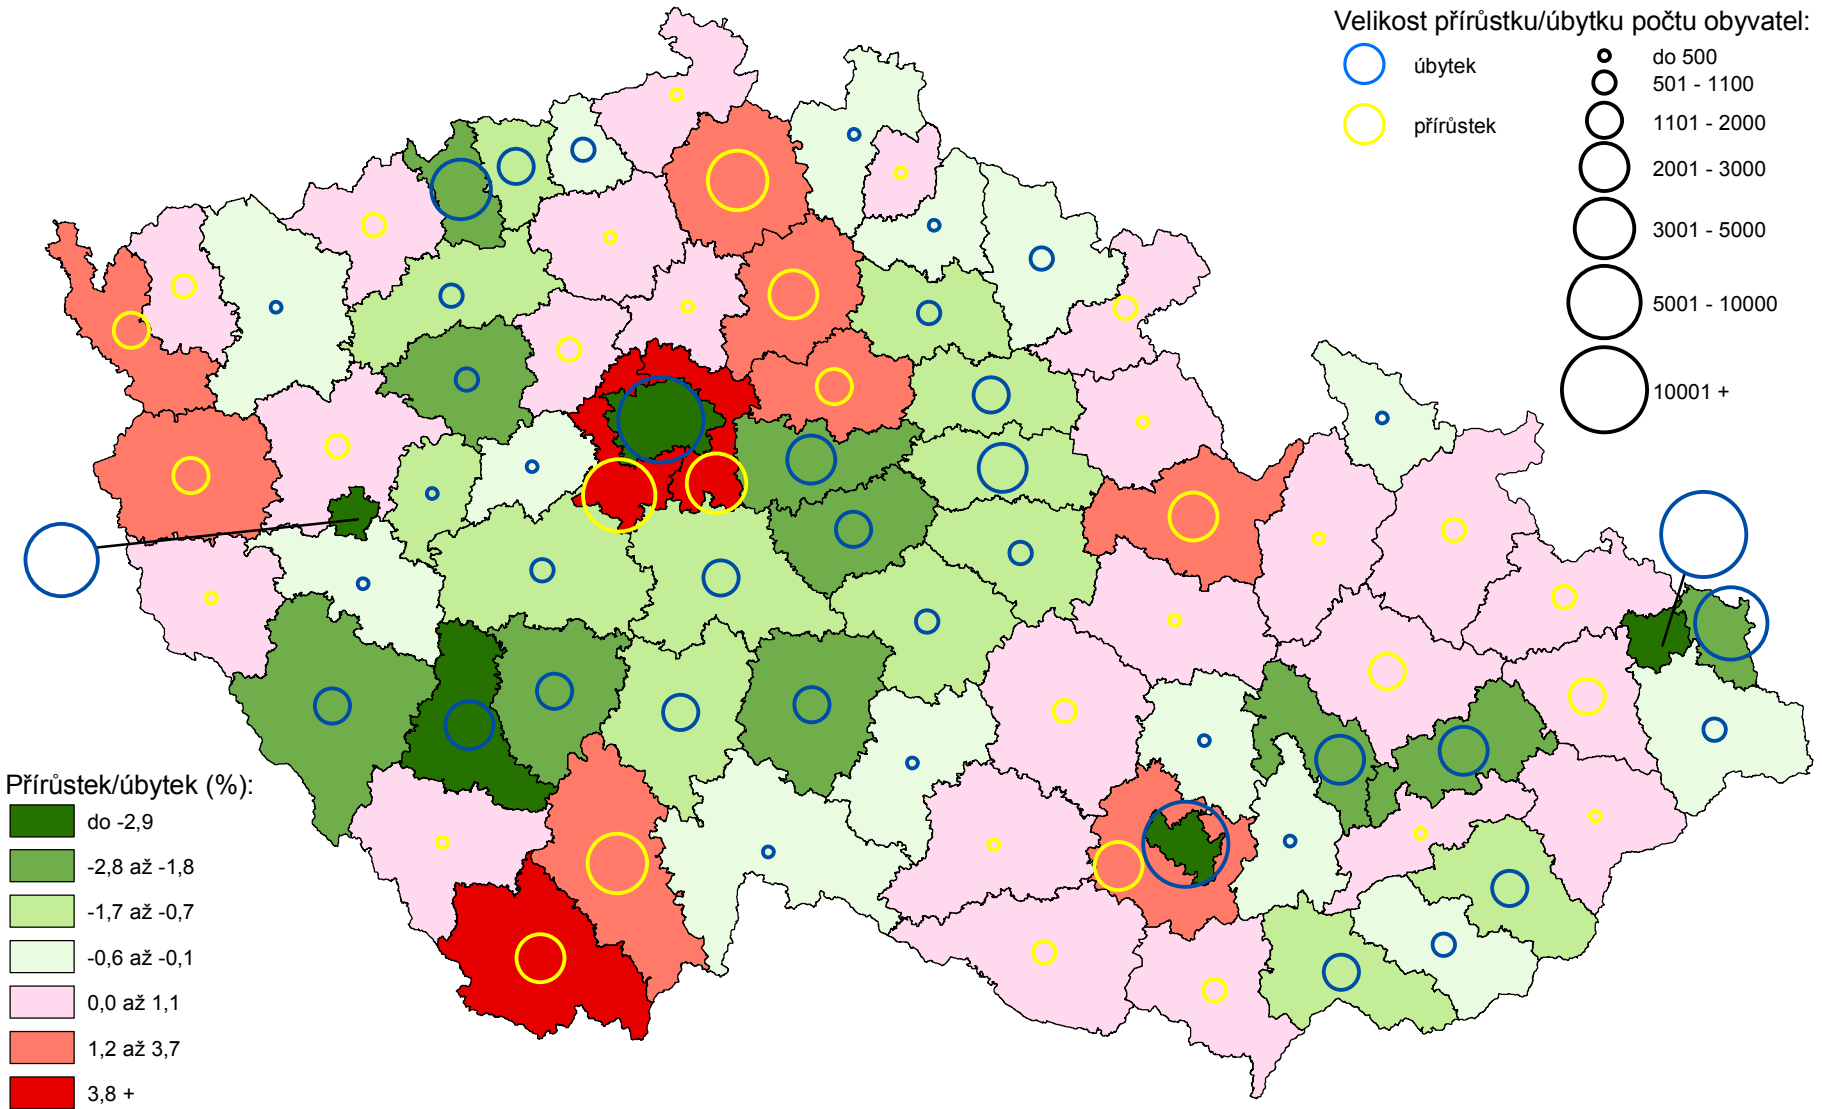 Velikost přírůstku/úbytku počtu obyvatel:
úbytek
přírůstek
do 500
501 - 1100
1101 - 2000
2001 - 3000
3001 - 5000
5001 - 10000
10001 +
Přírůstek/úbytek (%):
do -2,9
-2,8 až -1,8
-1,7 až -0,7
-0,6 až -0,1
0,0 až 1,1
1,2 až 3,7
3,8 +